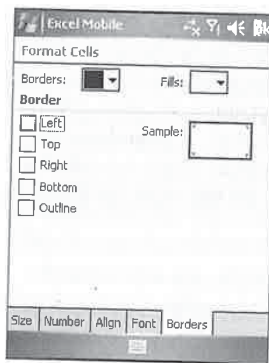 Excel Mobile
Format Cells
Borders: Fills:
Border
Left
Top
Right
Bottom
Outline
Sample:
Size Number Align Font Borders